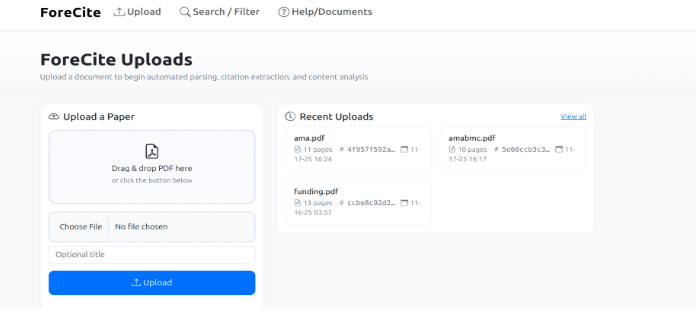 ForeCite Upload Search / Filter Help/Documents
ForeCite Uploads
Upload a document to begin automated parsing, citation extraction, and content analysis
Upload a Paper
Drag & drop PDF here
or click the button below
Choose File No file chosen
Optional title
Upload
Recent Uploads View all
ama.pdf
11 pages # 4f957f592a… 11-
17-25 16:24
amabmc.pdf
10 pages # 5e60ccb3c3… 11-
17-25 16:17
funding.pdf
13 pages # ccbe8c92d2… 11-
16-25 03:57